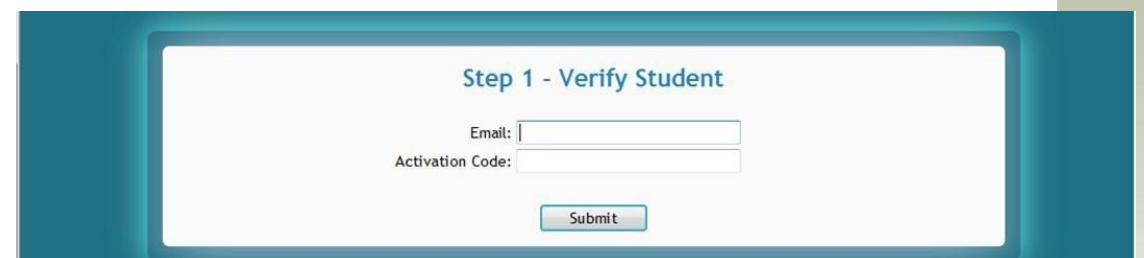 Step 1 - Verify Student
Email:
Activation Code:
Submit